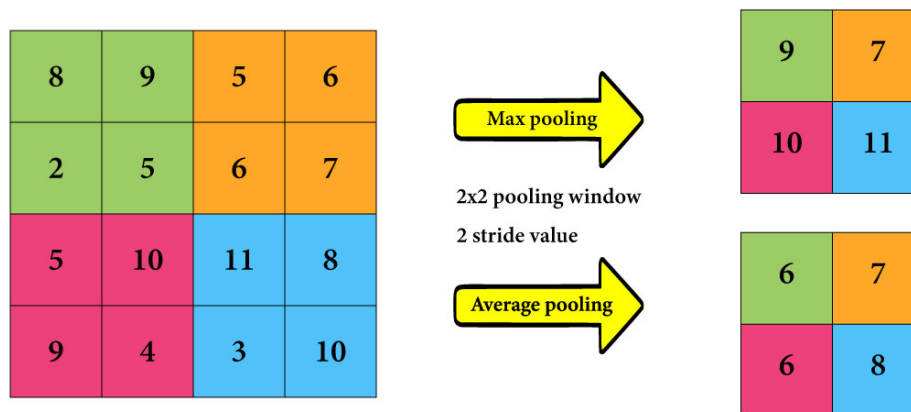 8 9 5 6
2 5 6 7
5 10 11 8
9 4 3 10
Max pooling
2x2 pooling window
2 stride value
Average pooling
9 7
10 11
6 7
6 8